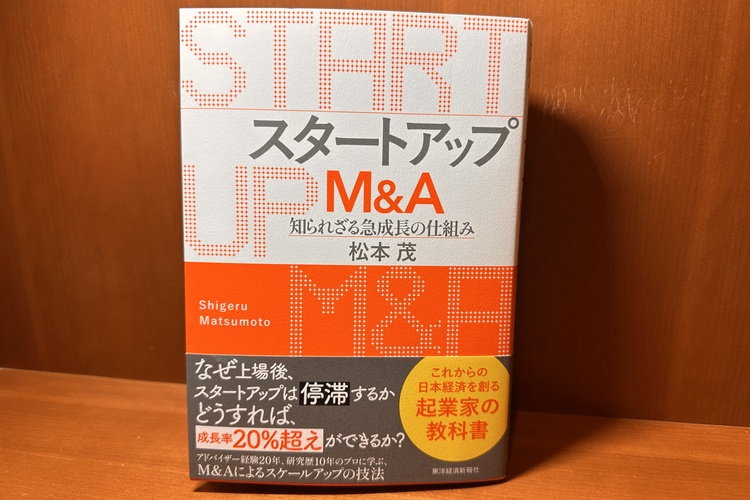 START
スタートアップ
UP
M&A
知られざる急成長の仕組み
松本 茂
Shigeru
Matsumoto
M&A
なぜ上場後、
スタートアップは停滞するか
どうすれば、
成長率20%超えができるか?
アドバイザー経験20年、研究歴10年のプロに学ぶ、
M&Aによるスケールアップの技法
これからの
日本経済を創る
起業家の
教科書
東洋経済新報社